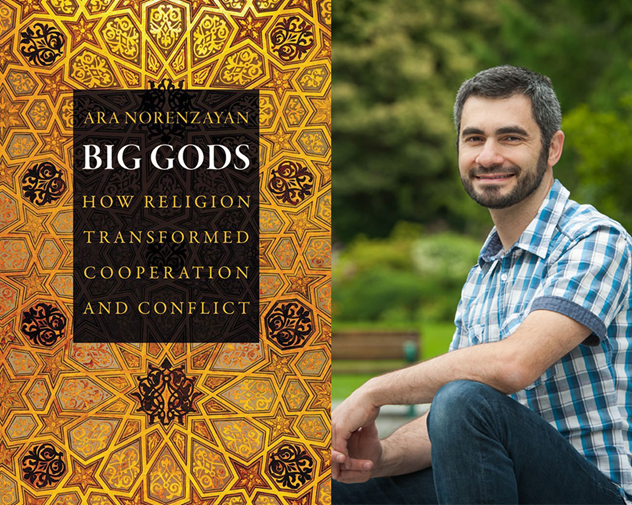 ARA NORENZAYAN
BIG GODS
HOW RELIGION
TRANSFORMED
COOPERATION
AND CONFLICT